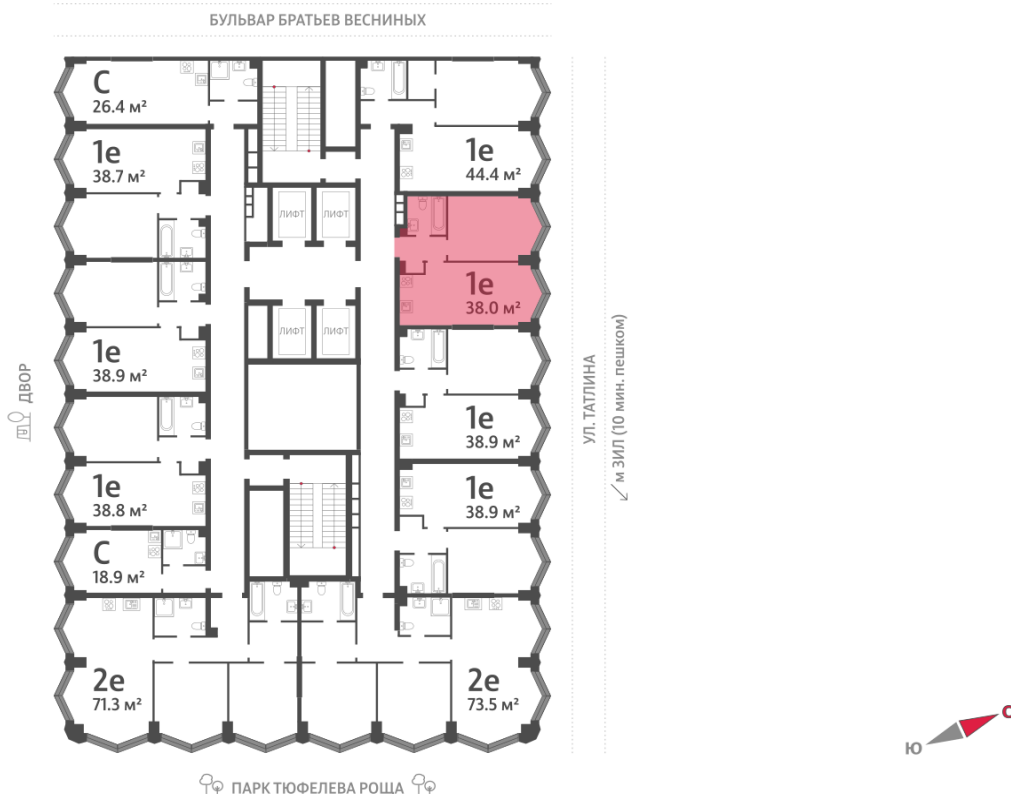 БУЛЬВАР БРАТЬЕВ ВЕСНИНЫХ
С
26.4 м²
1е
38.7 м²
1е
44.4 м²
ЛИФТ
ЛИФТ
1е
38.0 м²
ЛИФТ
ЛИФТ
1е
38.9 м²
1е
38.9 м²
1е
38.8 м²
1е
38.9 м²
С
18.9 м²
2е
71.3 м²
2е
73.5 м²
ДВОР
УЛ. ТАТЛИНА
м ЗИЛ (10 мин. пешком)
ПАРК ТЮФЕЛЕВА РОЩА
Ю
С